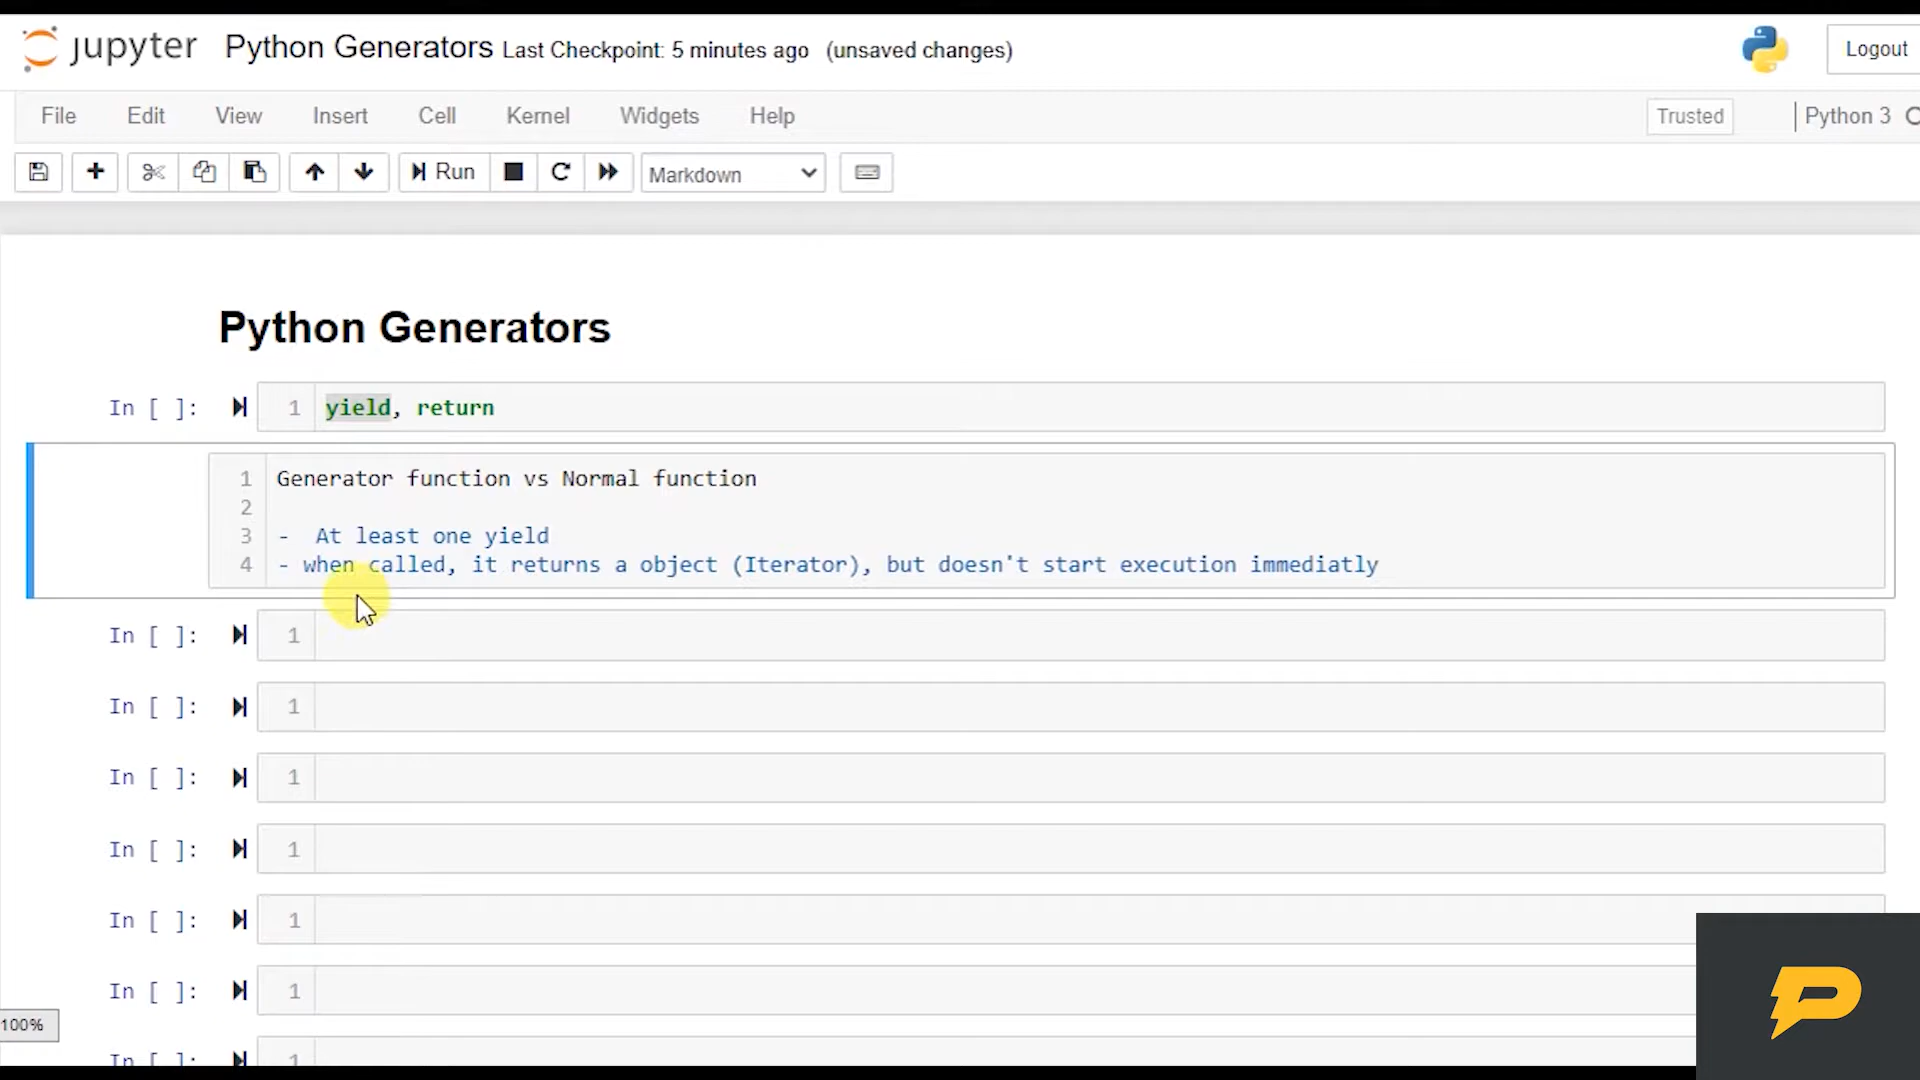 jupyter Python Generators Last Checkpoint: 5 minutes ago (unsaved changes) Logout
File Edit View Insert Cell Kernel Widgets Help Trusted Python 3
Run Markdown
Python Generators
In [ ]: 1 yield, return
1 Generator function vs Normal function
2
3 -  At least one yield
4 - when called, it returns a object (Iterator), but doesn't start execution immediatly
In [ ]: 1
In [ ]: 1
In [ ]: 1
In [ ]: 1
In [ ]: 1
In [ ]: 1
100%
In [ ]: 1